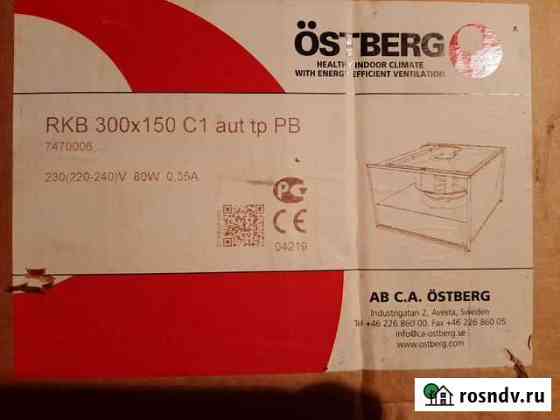 ÖSTBERG
HEALTHY INDOOR CLIMATE
WITH ENERGY EFFICIENT VENTILATION
RKB 300x150 C1 aut tp PB
7470006
230(220-240)V 80W 0,35A
PG
CE
04219
AB C.A. ÖSTBERG
Industrigatan 2, Avesta, Sweden
Tel +46 226 860 00. Fax +46 226 860 05
info@ca-ostberg.se
www.ostberg.com
rosndv.ru